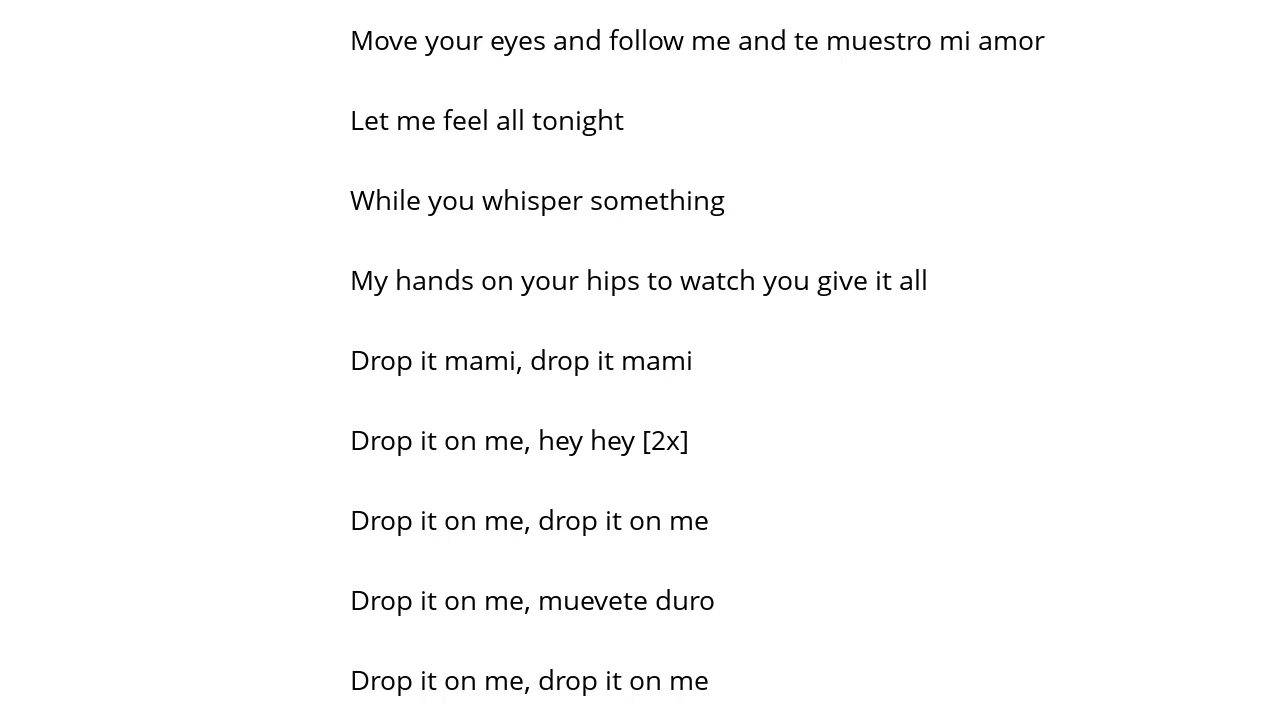 Move your eyes and follow me and te muestro mi amor
Let me feel all tonight
While you whisper something
My hands on your hips to watch you give it all
Drop it mami, drop it mami
Drop it on me, hey hey [2x]
Drop it on me, drop it on me
Drop it on me, muevete duro
Drop it on me, drop it on me